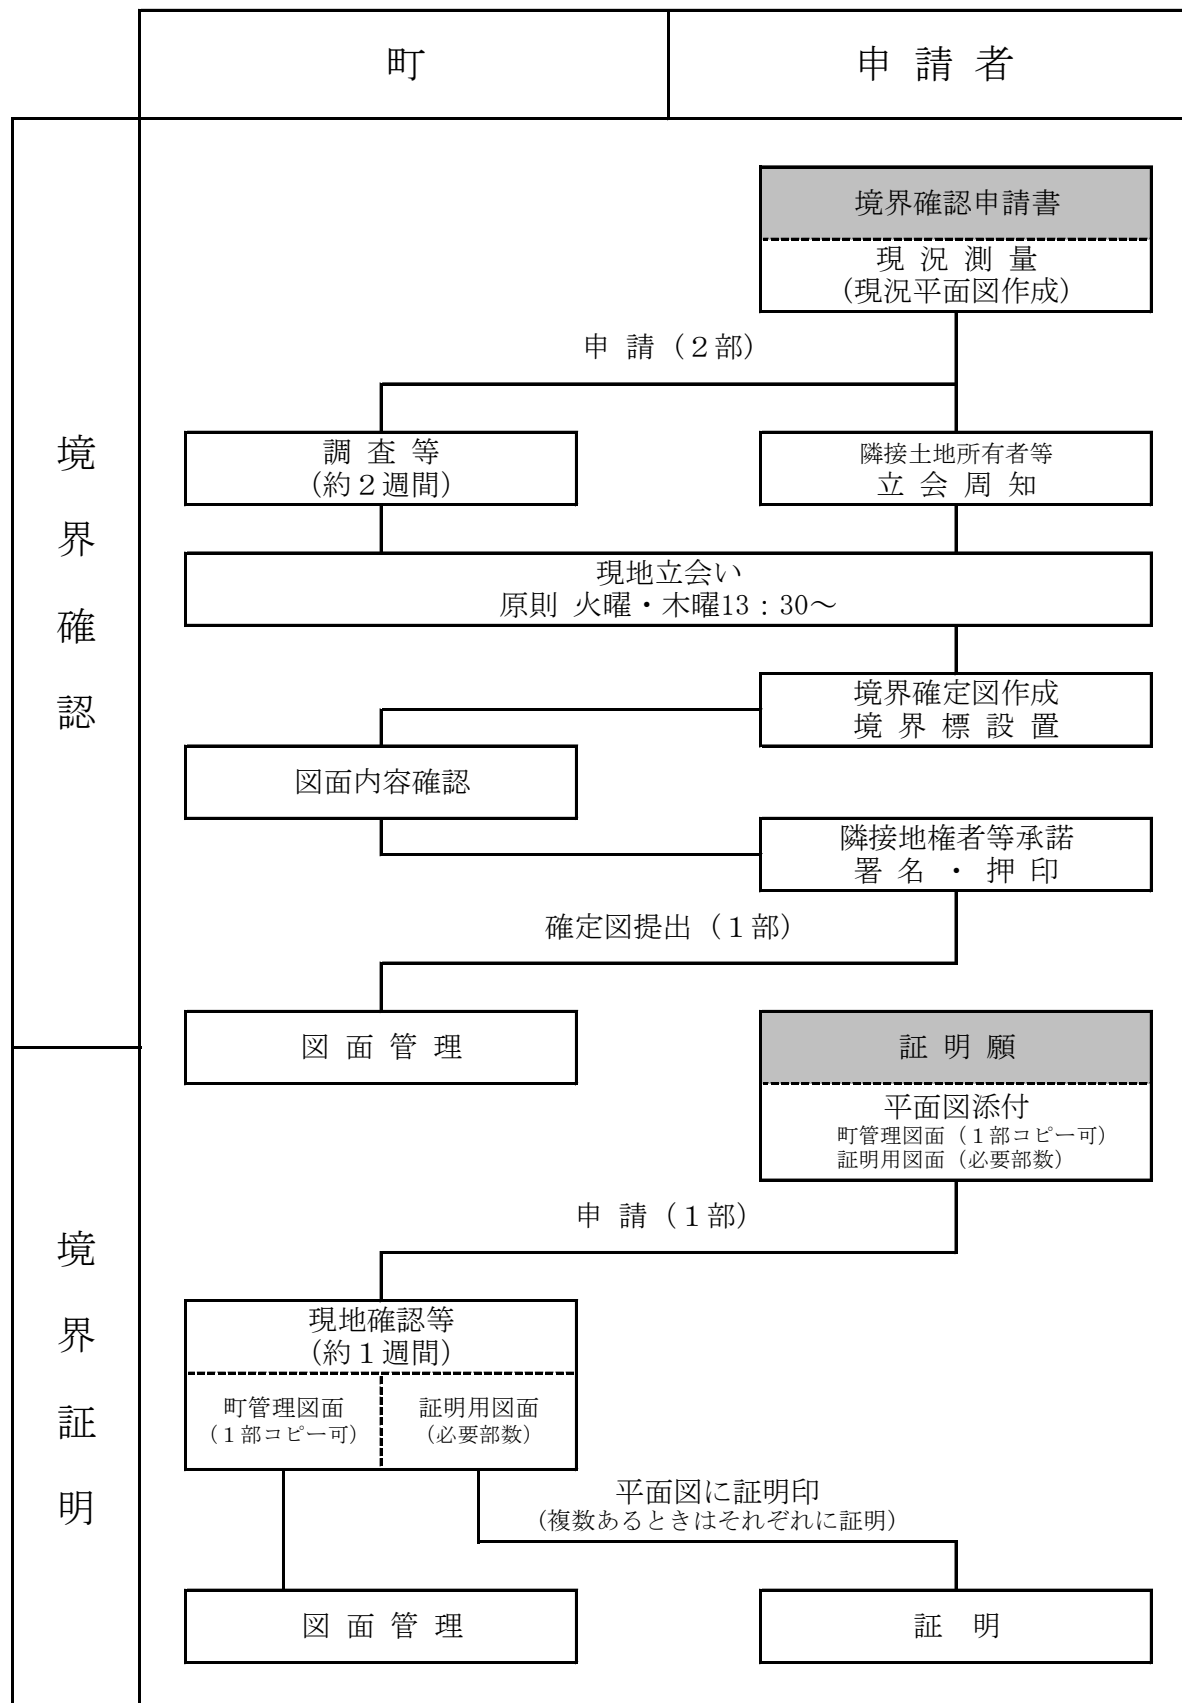 町
申請者
境界確認
境界確認申請書
現況測量
(現況平面図作成)
申請(2部)
調査等
(約2週間)
隣接土地所有者等
立会周知
現地立会い
原則 火曜・木曜13：30～
境界確定図作成
境界標設置
図面内容確認
隣接地権者等承諾
署名・押印
確定図提出(1部)
図面管理
境界証明
証明願
平面図添付
町管理図面(1部コピー可)
証明用図面(必要部数)
申請(1部)
現地確認等
(約1週間)
町管理図面
(1部コピー可)
証明用図面
(必要部数)
平面図に証明印
(複数あるときはそれぞれに証明)
図面管理
証明